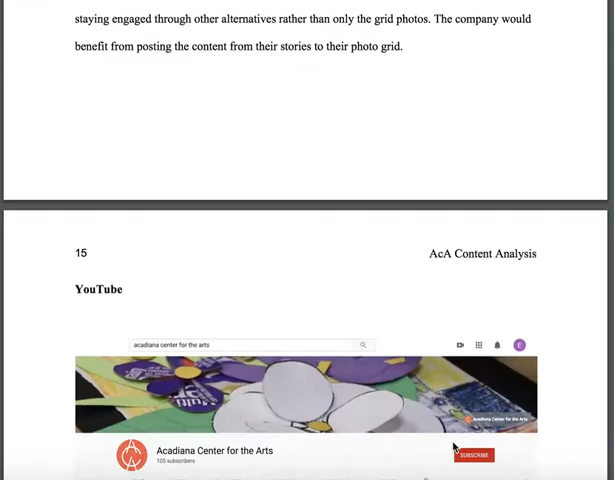 staying engaged through other alternatives rather than only the grid photos. The company would
benefit from posting the content from their stories to their photo grid.
15
AcA Content Analysis
YouTube
acadiana center for the arts
E
Multi
Acadiana Center for the Arts
Acadiana Center for the Arts
105 subscribers
SUBSCRIBE